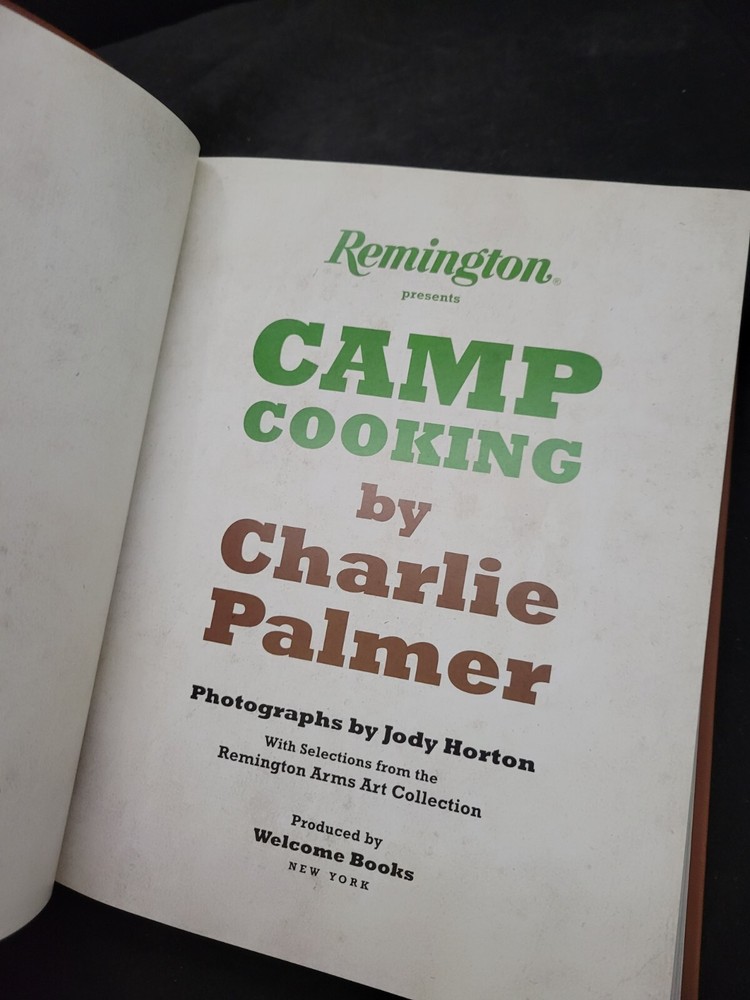 Remington®
presents
CAMP
COOKING
by
Charlie
Palmer
Photographs by Jody Horton
With Selections from the
Remington Arms Art Collection
Produced by
Welcome Books
NEW YORK